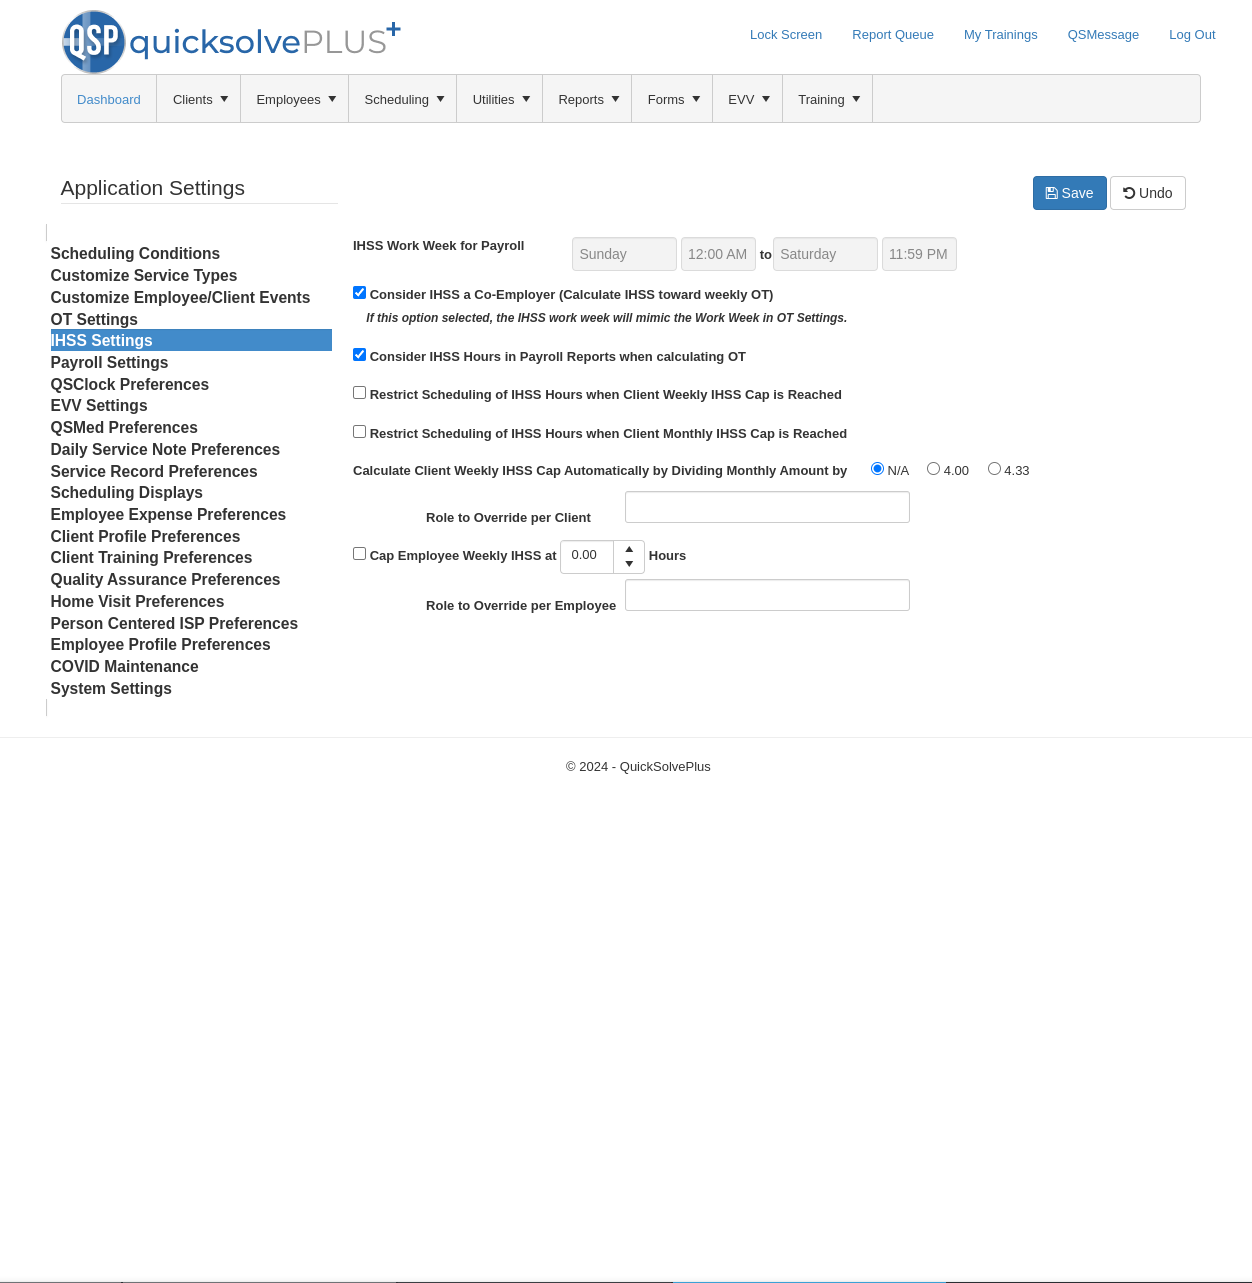 QSP quicksolvePLUS+
Lock Screen Report Queue My Trainings QSMessage Log Out
Dashboard Clients Employees Scheduling Utilities Reports Forms EVV Training
Application Settings
Save Undo
Scheduling Conditions
Customize Service Types
Customize Employee/Client Events
OT Settings
IHSS Settings
Payroll Settings
QSClock Preferences
EVV Settings
QSMed Preferences
Daily Service Note Preferences
Service Record Preferences
Scheduling Displays
Employee Expense Preferences
Client Profile Preferences
Client Training Preferences
Quality Assurance Preferences
Home Visit Preferences
Person Centered ISP Preferences
Employee Profile Preferences
COVID Maintenance
System Settings
IHSS Work Week for Payroll Sunday 12:00 AM to Saturday 11:59 PM
Consider IHSS a Co-Employer (Calculate IHSS toward weekly OT)
If this option selected, the IHSS work week will mimic the Work Week in OT Settings.
Consider IHSS Hours in Payroll Reports when calculating OT
Restrict Scheduling of IHSS Hours when Client Weekly IHSS Cap is Reached
Restrict Scheduling of IHSS Hours when Client Monthly IHSS Cap is Reached
Calculate Client Weekly IHSS Cap Automatically by Dividing Monthly Amount by N/A 4.00 4.33
Role to Override per Client
Cap Employee Weekly IHSS at 0.00 Hours
Role to Override per Employee
© 2024 - QuickSolvePlus